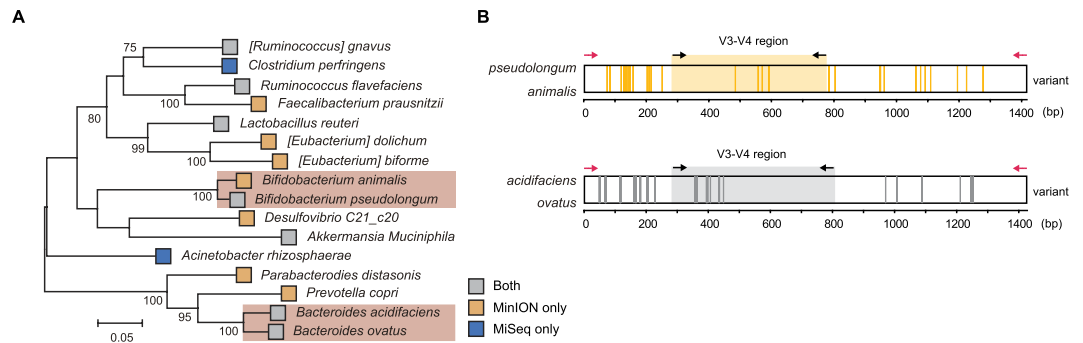 A
75
[Ruminococcus] gnavus
Clostridium perfringens
Ruminococcus flavefaciens
100
Faecalibacterium prausnitzii
80
Lactobacillus reuteri
99
[Eubacterium] dolichum
100
[Eubacterium] biforme
Bifidobacterium animalis
100
Bifidobacterium pseudolongum
Desulfovibrio C21_c20
Akkermansia Muciniphila
Acinetobacter rhizosphaerae
Parabacterodies distasonis
100
Prevotella copri
95
Bacteroides acidifaciens
100
Bacteroides ovatus
0.05
Both
MinION only
MiSeq only
B
V3-V4 region
pseudolongum
animalis
variant
0 200 400 600 800 1000 1200 1400 (bp)
V3-V4 region
acidifaciens
ovatus
variant
0 200 400 600 800 1000 1200 1400 (bp)